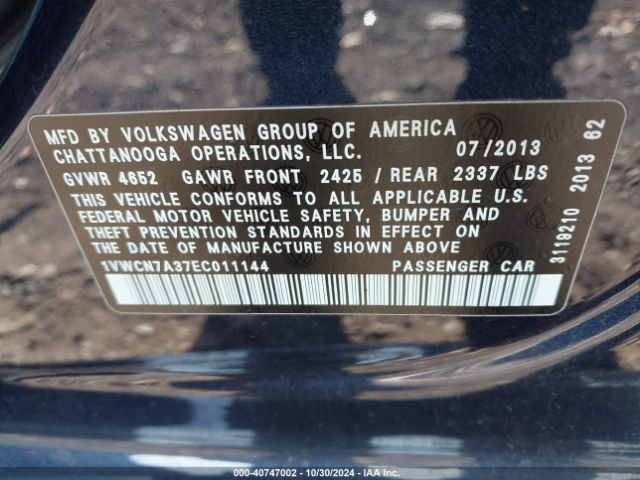 MFD BY VOLKSWAGEN GROUP OF AMERICA
CHATTANOOGA OPERATIONS, LLC. 07/2013
GVWR 4652 GAWR FRONT 2425 / REAR 2337 LBS
THIS VEHICLE CONFORMS TO ALL APPLICABLE U.S.
FEDERAL MOTOR VEHICLE SAFETY, BUMPER AND
THEFT PREVENTION STANDARDS IN EFFECT ON
THE DATE OF MANUFACTURE SHOWN ABOVE
1VWCN7A37EC011144 PASSENGER CAR
3119210 2013 62
000-40747002 - 10/30/2024 - IAA Inc.